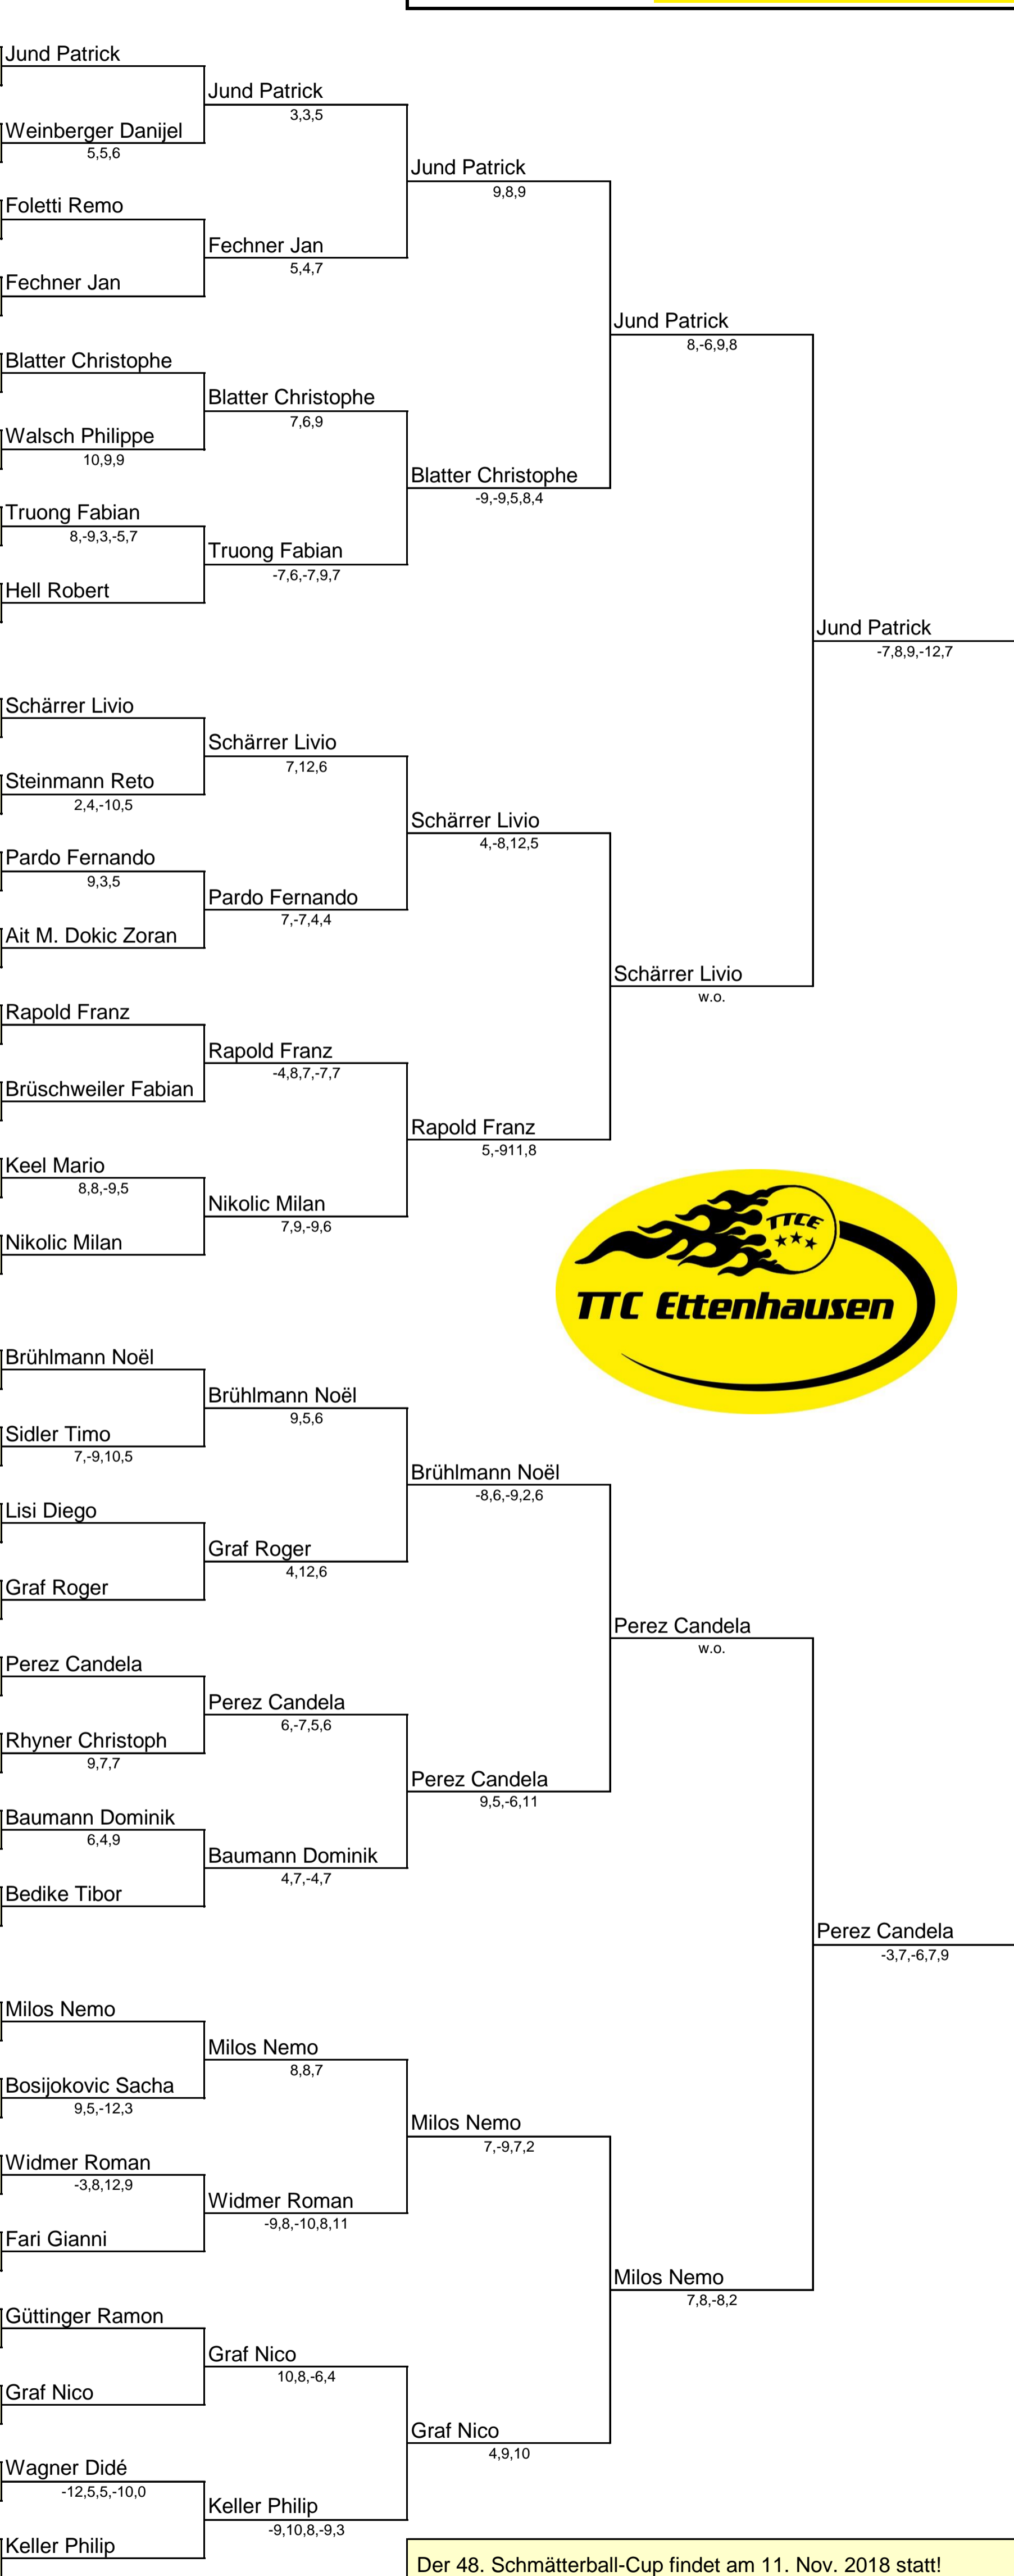 Jund Patrick
Jund Patrick
3,3,5
Weinberger Danijel
5,5,6
Jund Patrick
9,8,9
Foletti Remo
Fechner Jan
5,4,7
Fechner Jan
Jund Patrick
8,-6,9,8
Blatter Christophe
Blatter Christophe
7,6,9
Walsch Philippe
10,9,9
Blatter Christophe
-9,-9,5,8,4
Truong Fabian
8,-9,3,-5,7
Truong Fabian
-7,6,-7,9,7
Hell Robert
Jund Patrick
-7,8,9,-12,7
Schärrer Livio
Schärrer Livio
7,12,6
Steinmann Reto
2,4,-10,5
Schärrer Livio
4,-8,12,5
Pardo Fernando
9,3,5
Pardo Fernando
7,-7,4,4
Ait M. Dokic Zoran
Schärrer Livio
w.o.
Rapold Franz
Rapold Franz
-4,8,7,-7,7
Brüschweiler Fabian
Rapold Franz
5,-911,8
Keel Mario
8,8,-9,5
Nikolic Milan
7,9,-9,6
Nikolic Milan
TTCE
TTC Ettenhausen
Brühlmann Noël
Brühlmann Noël
9,5,6
Sidler Timo
7,-9,10,5
Brühlmann Noël
-8,6,-9,2,6
Lisi Diego
Graf Roger
4,12,6
Graf Roger
Perez Candela
w.o.
Perez Candela
Perez Candela
6,-7,5,6
Rhyner Christoph
9,7,7
Perez Candela
9,5,-6,11
Baumann Dominik
6,4,9
Baumann Dominik
4,7,-4,7
Bedike Tibor
Perez Candela
-3,7,-6,7,9
Milos Nemo
Milos Nemo
8,8,7
Bosijokovic Sacha
9,5,-12,3
Milos Nemo
7,-9,7,2
Widmer Roman
-3,8,12,9
Widmer Roman
-9,8,-10,8,11
Fari Gianni
Milos Nemo
7,8,-8,2
Güttinger Ramon
Graf Nico
10,8,-6,4
Graf Nico
Graf Nico
4,9,10
Wagner Didé
-12,5,5,-10,0
Keller Philip
-9,10,8,-9,3
Keller Philip
Der 48. Schmätterball-Cup findet am 11. Nov. 2018 statt!